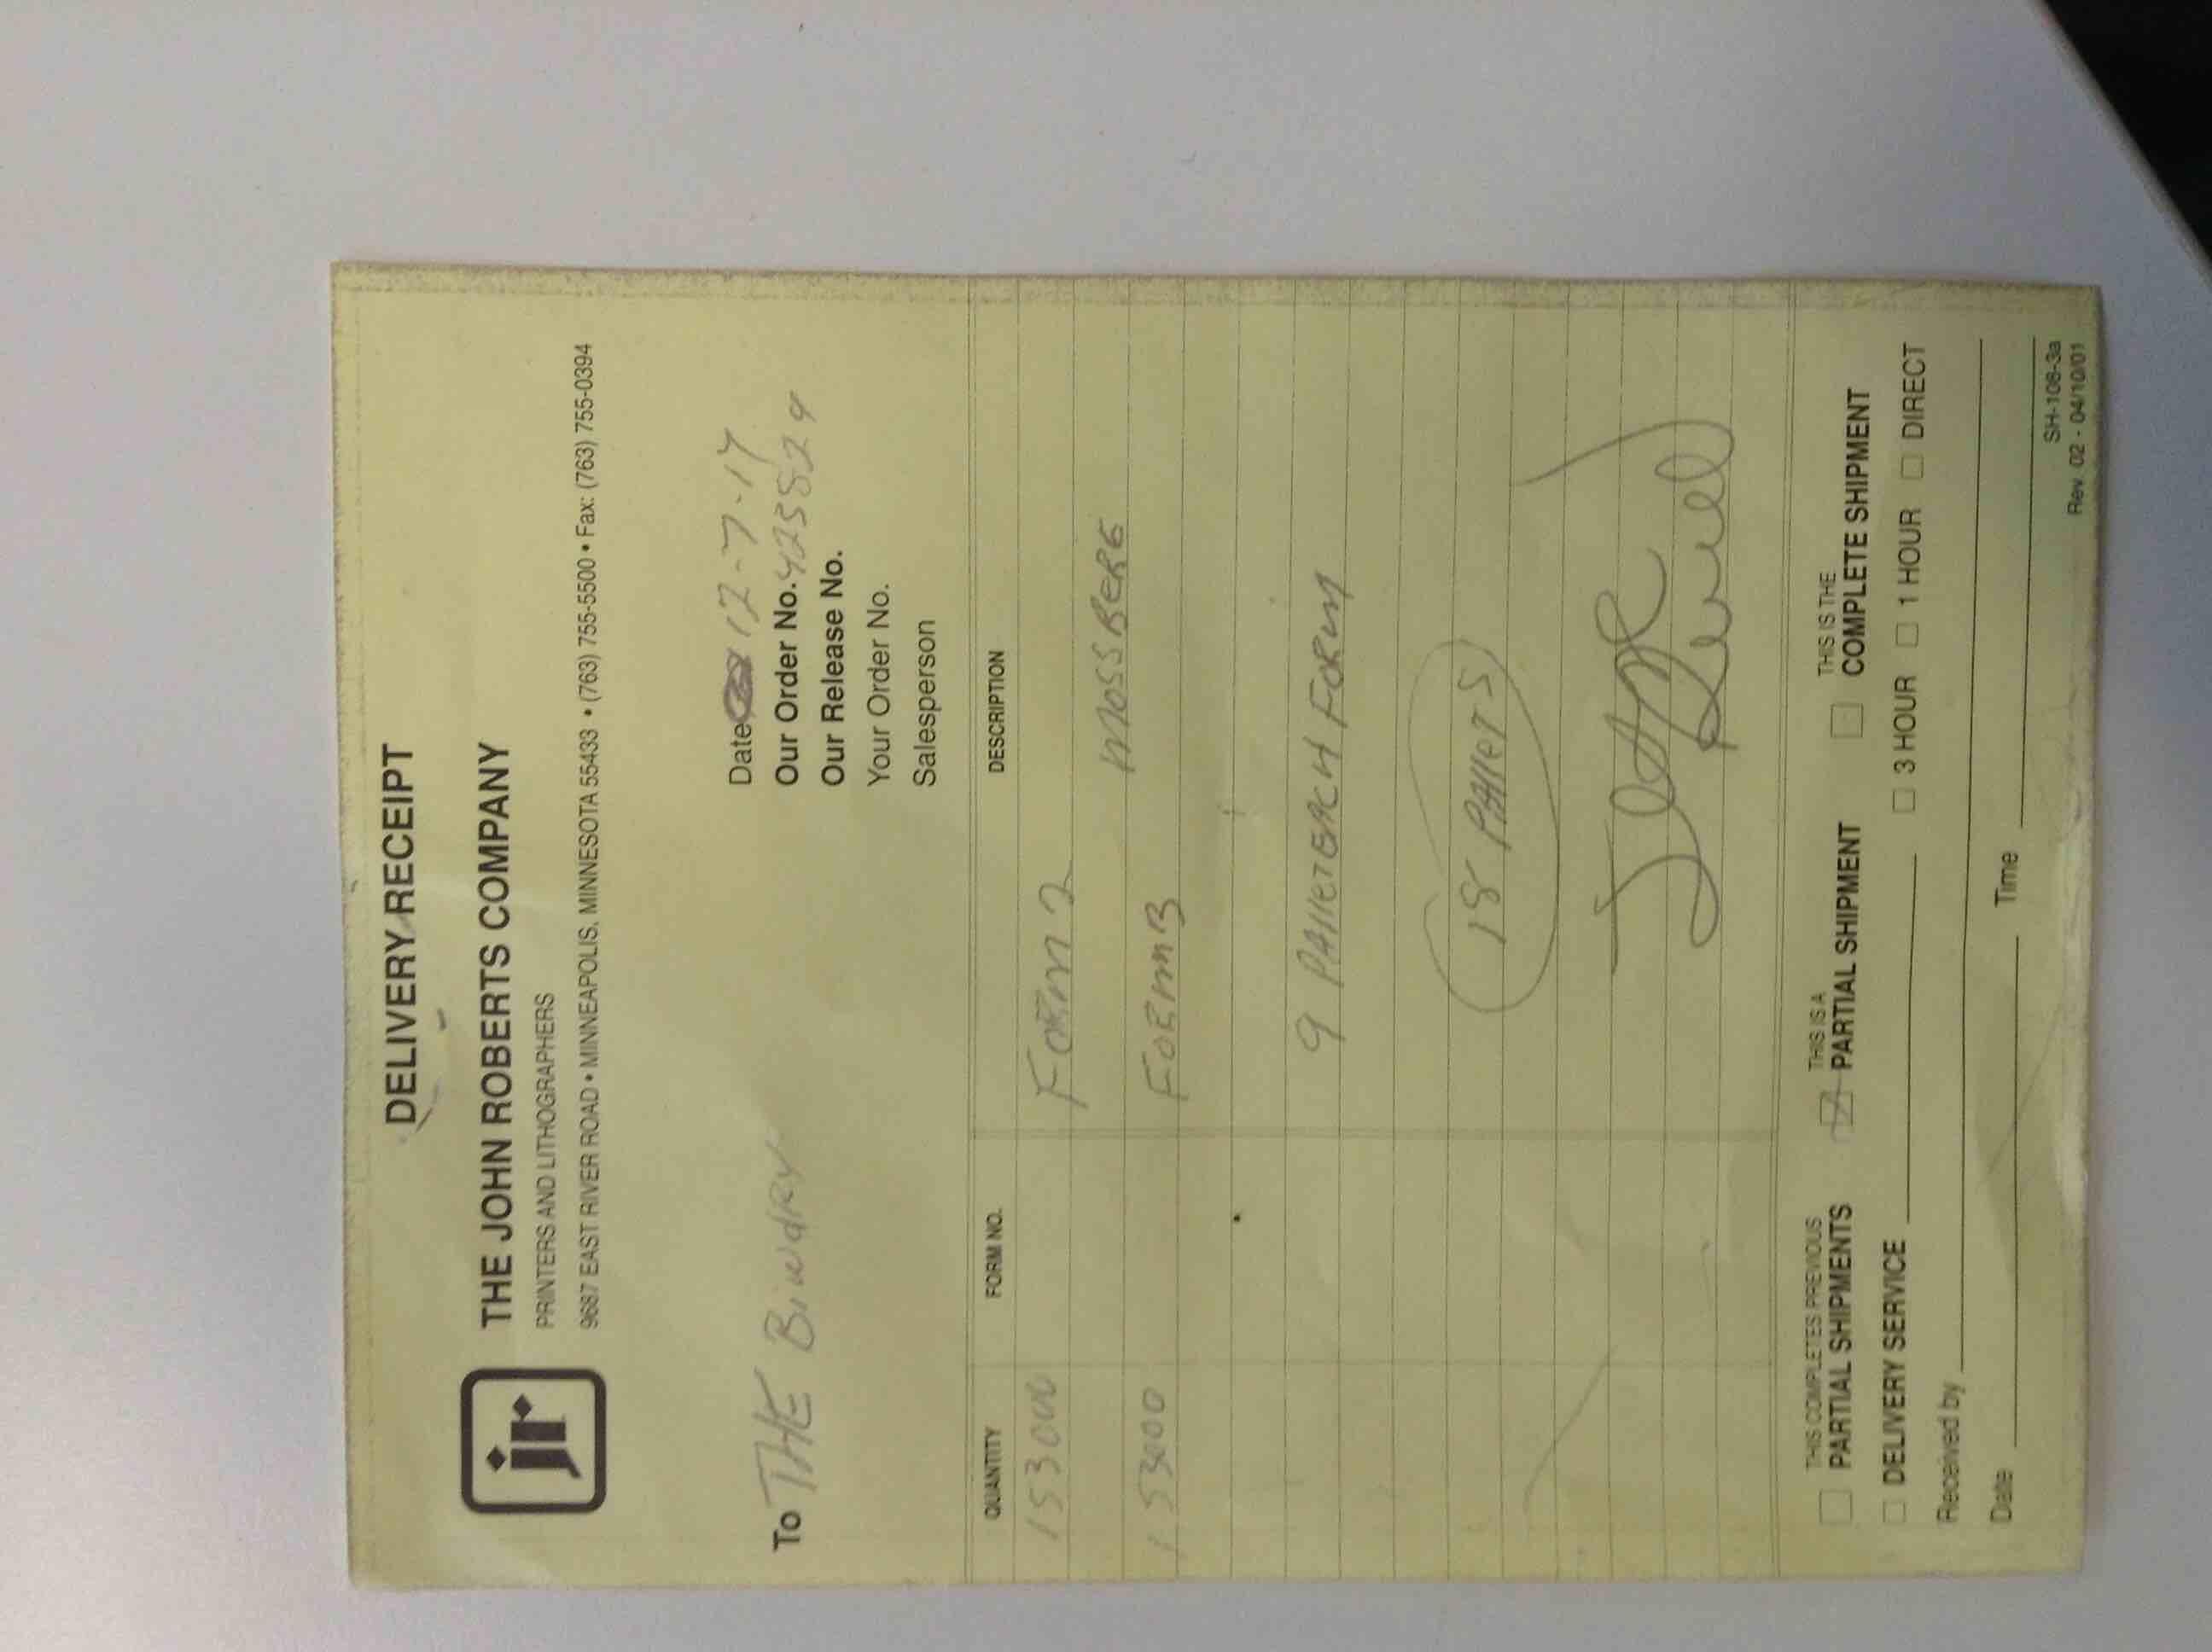 DELIVERY RECEIPT
jr
THE JOHN ROBERTS COMPANY
PRINTERS AND LITHOGRAPHERS
9687 EAST RIVER ROAD • MINNEAPOLIS, MINNESOTA 55433 • (763) 755-5500 • Fax: (763) 755-0394
To THE Bindry
Date 12-7-17
Our Order No. 4255824
Our Release No.
Your Order No.
Salesperson
QUANTITY FORM NO. DESCRIPTION
153000 FORM 2
MOSSBERG
153000 FORM
9 PAlleT EACH FORM
18 PAlleTS
THIS COMPLETES PREVIOUS PARTIAL SHIPMENTS
THIS IS A PARTIAL SHIPMENT
THIS IS THE COMPLETE SHIPMENT
DELIVERY SERVICE 3 HOUR 1 HOUR DIRECT
Received by
Date Time
SH-108-3a
Rev. 02 - 04/10/01